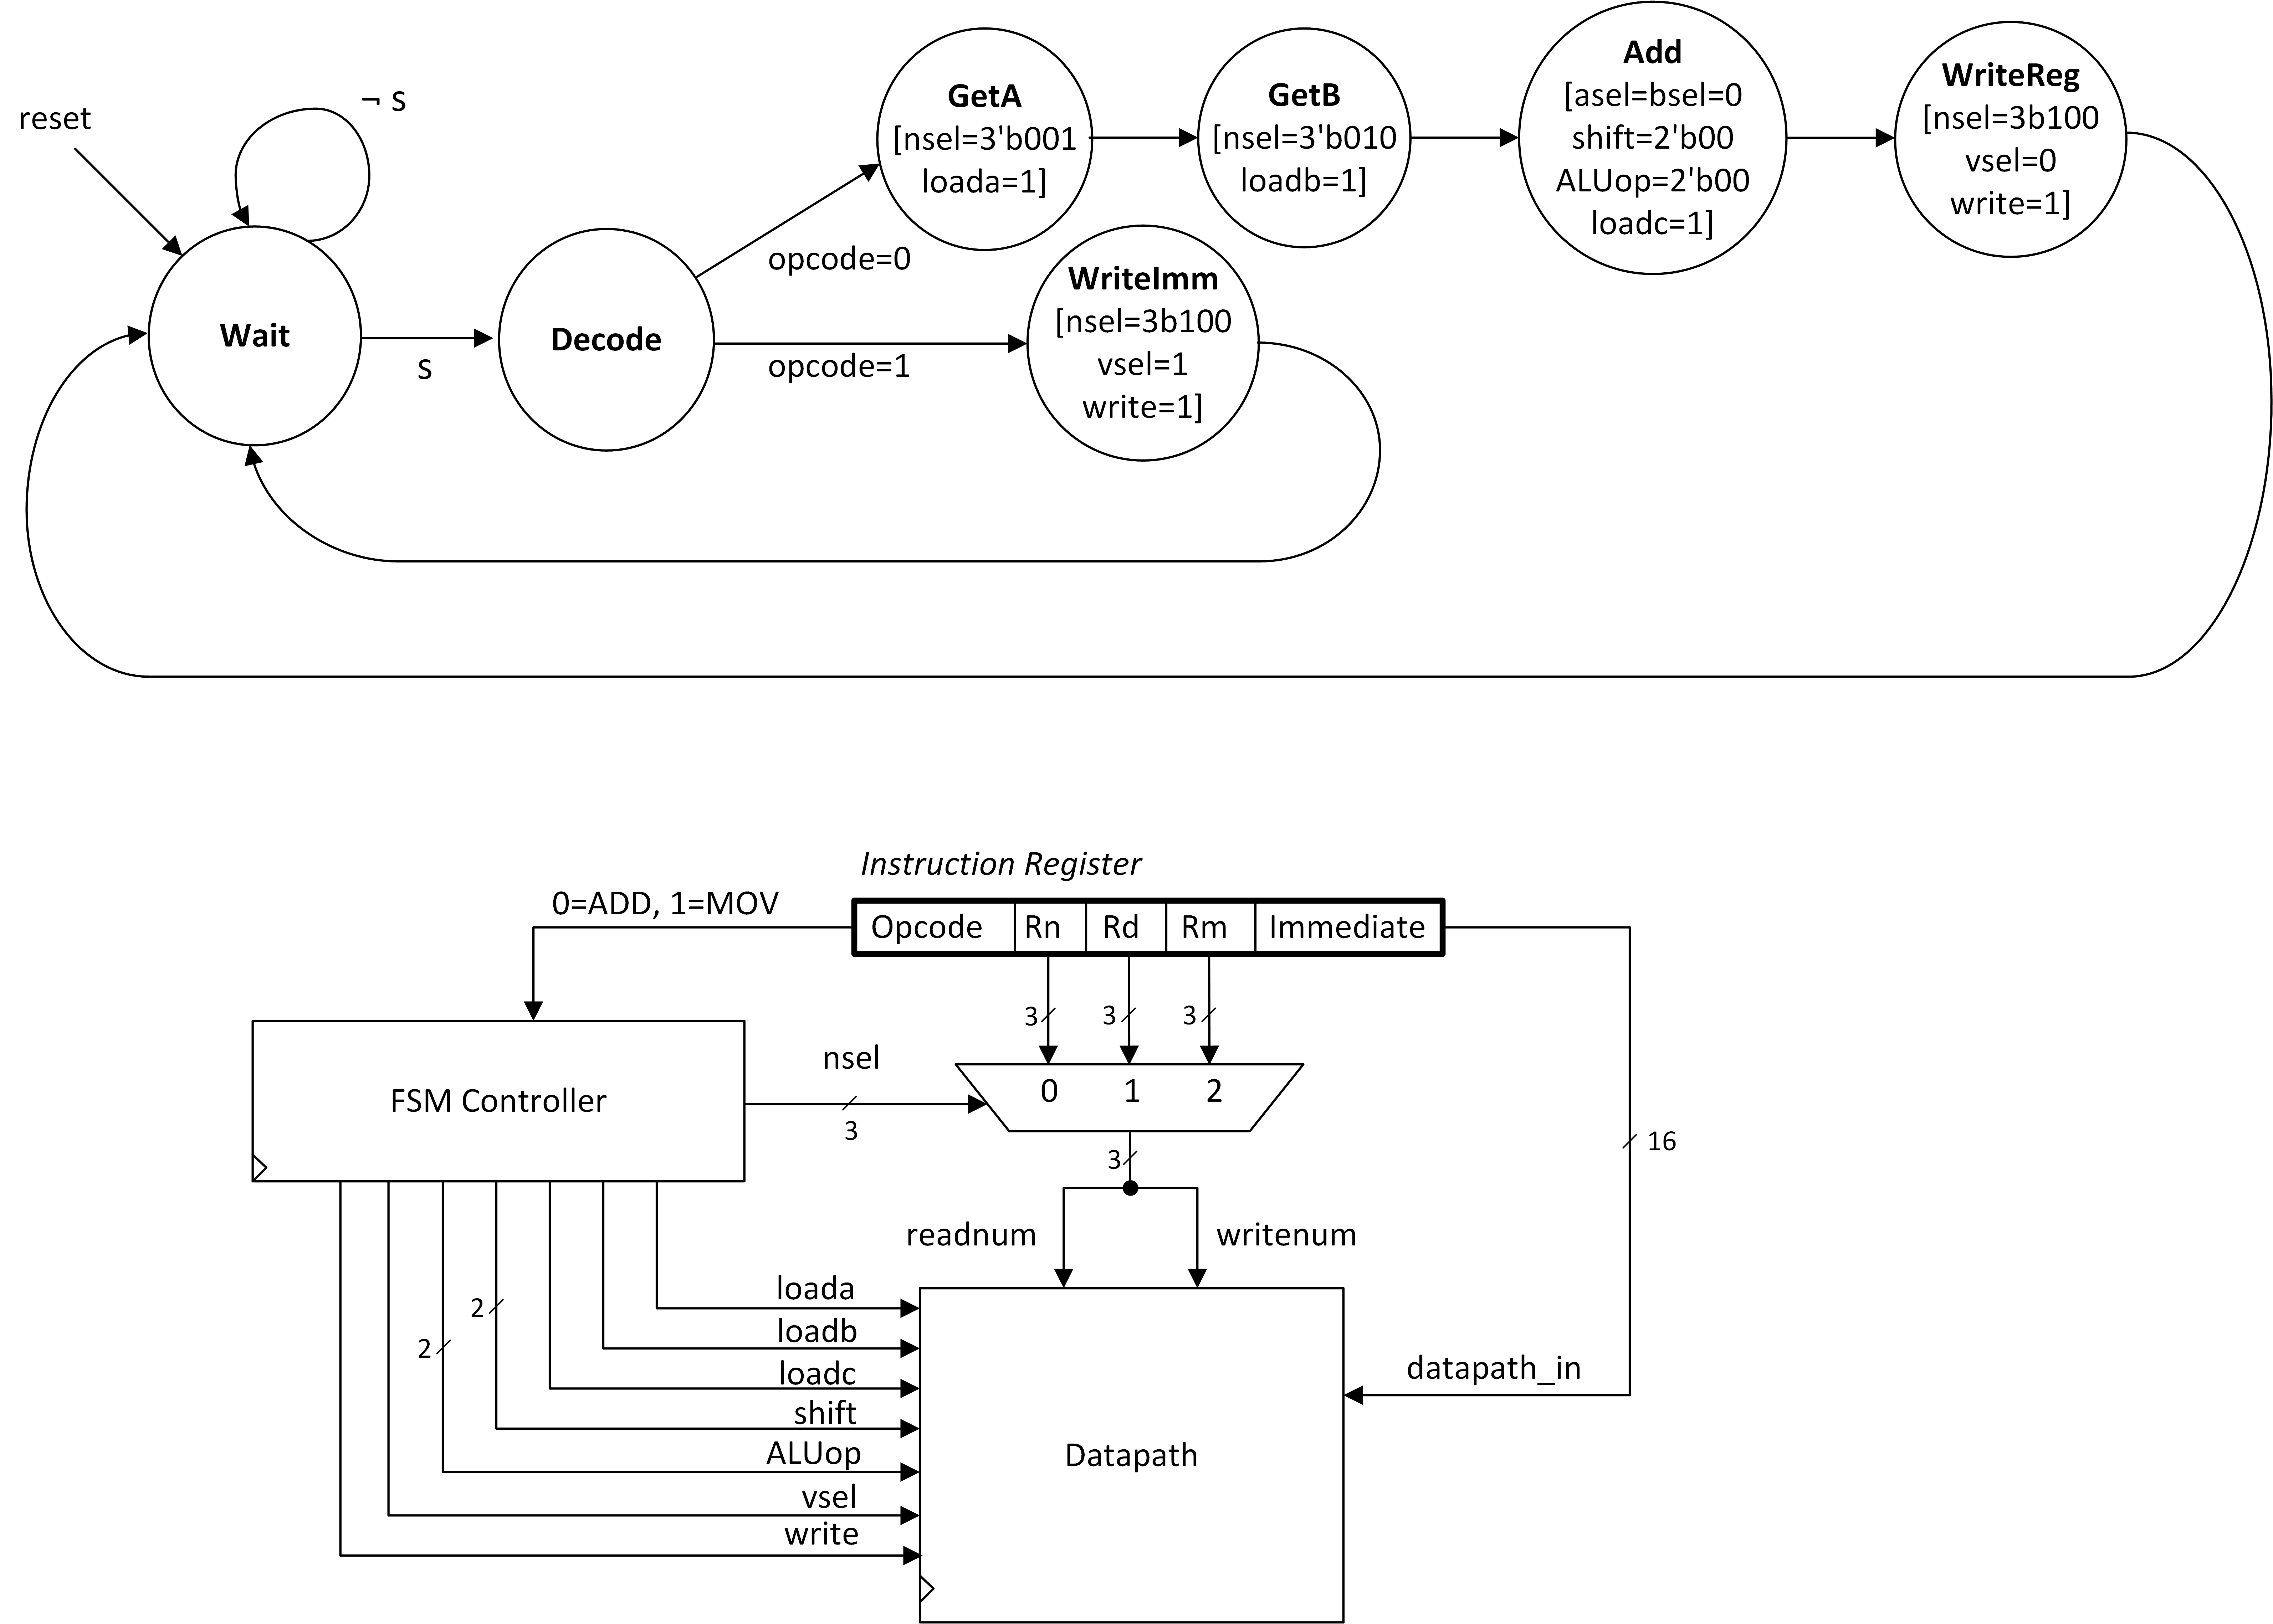 reset
¬ s
Wait
s
Decode
opcode=0
opcode=1
GetA
[nsel=3'b001
loada=1]
GetB
[nsel=3'b010
loadb=1]
Add
[asel=bsel=0
shift=2'b00
ALUop=2'b00
loadc=1]
WriteReg
[nsel=3b100
vsel=0
write=1]
WriteImm
[nsel=3b100
vsel=1
write=1]
Instruction Register
0=ADD, 1=MOV
Opcode Rn Rd Rm Immediate
3 3 3
FSM Controller
nsel
3
0 1 2
3
16
readnum
writenum
loada
2
loadb
2
loadc
datapath_in
shift
ALUop
Datapath
vsel
write